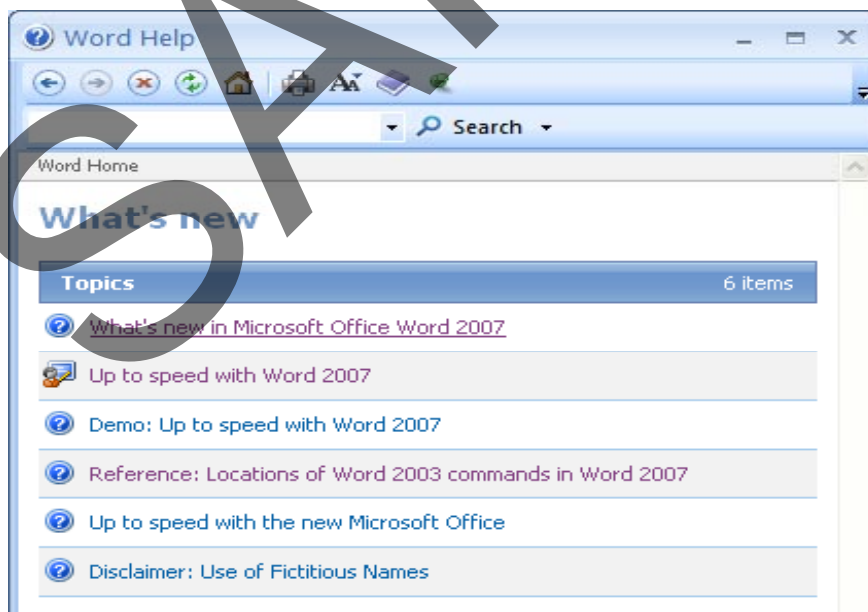 Word Help
Search
Word Home
What's new
Topics 6 items
What's new in Microsoft Office Word 2007
Up to speed with Word 2007
Demo: Up to speed with Word 2007
Reference: Locations of Word 2003 commands in Word 2007
Up to speed with the new Microsoft Office
Disclaimer: Use of Fictitious Names